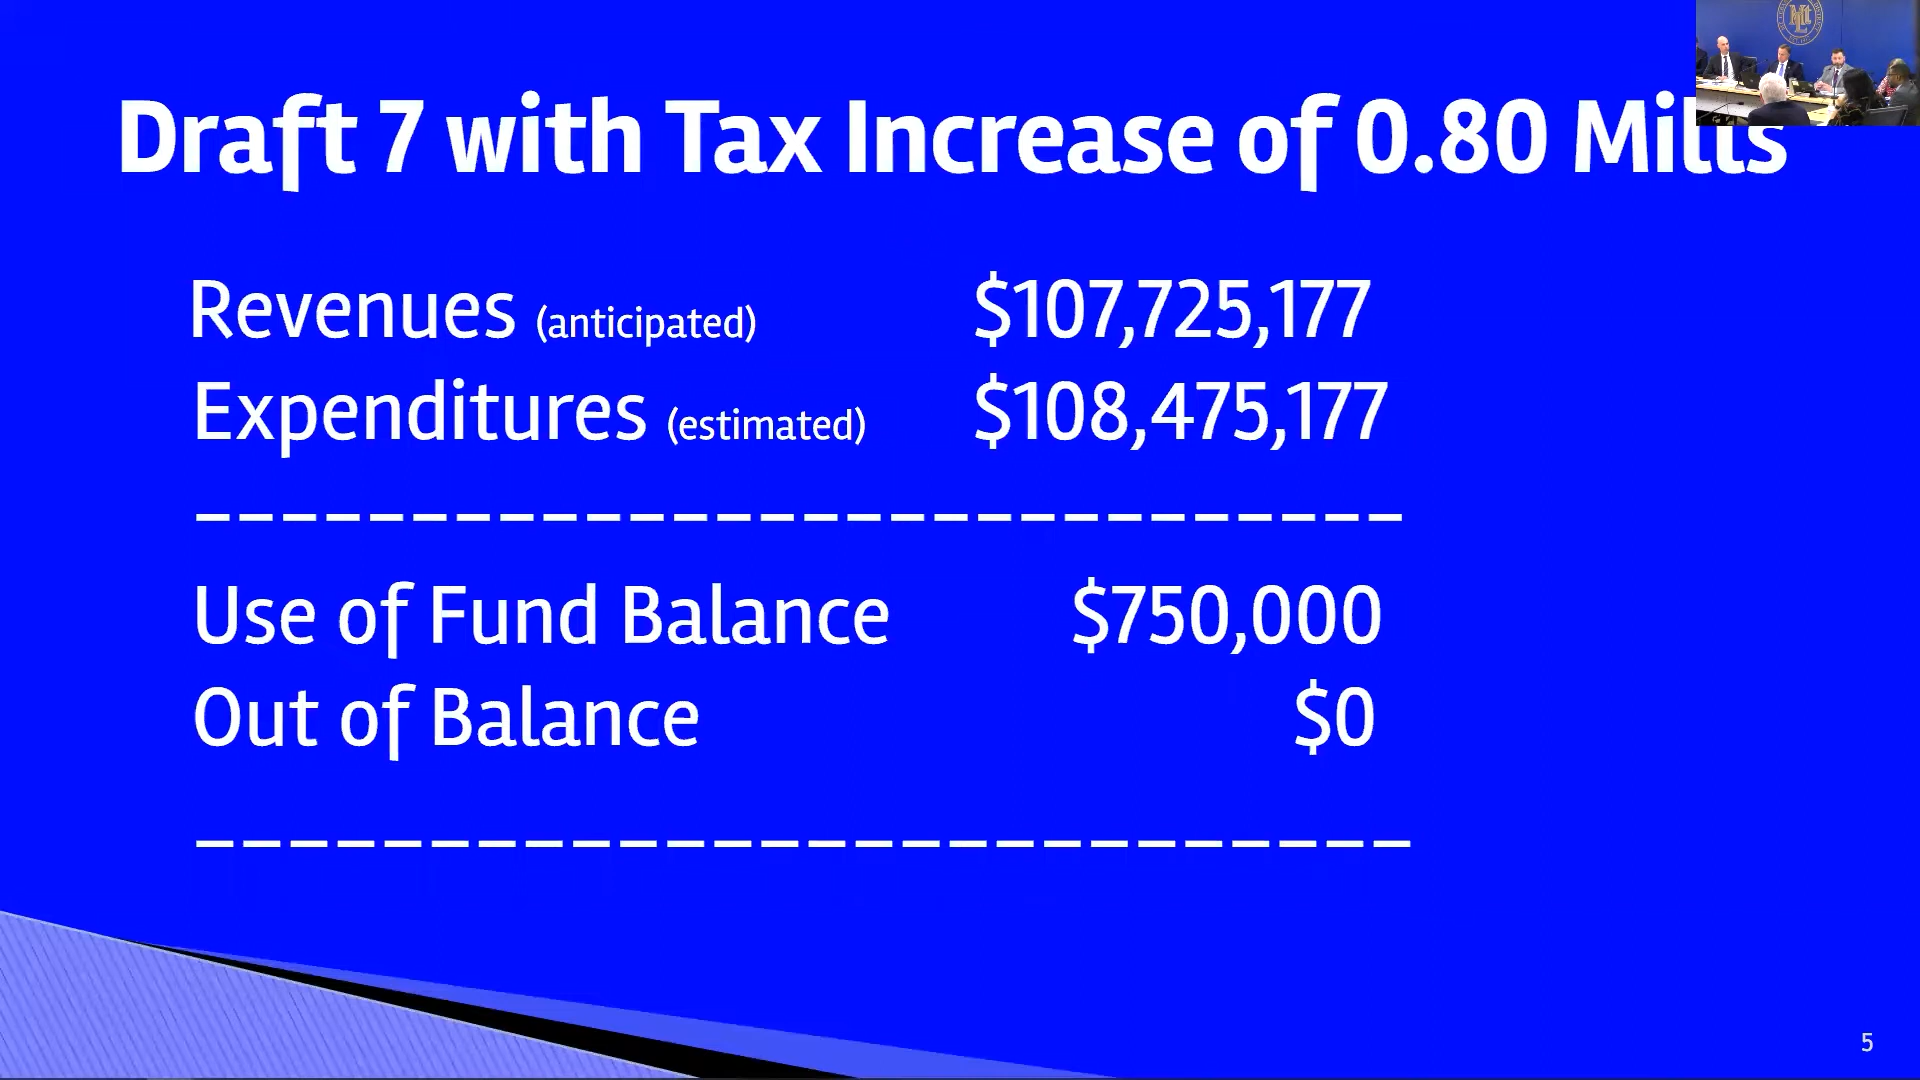 Draft 7 with Tax Increase of 0.80 Mills
Revenues (anticipated) $107,725,177
Expenditures (estimated) $108,475,177
Use of Fund Balance $750,000
Out of Balance $0
5